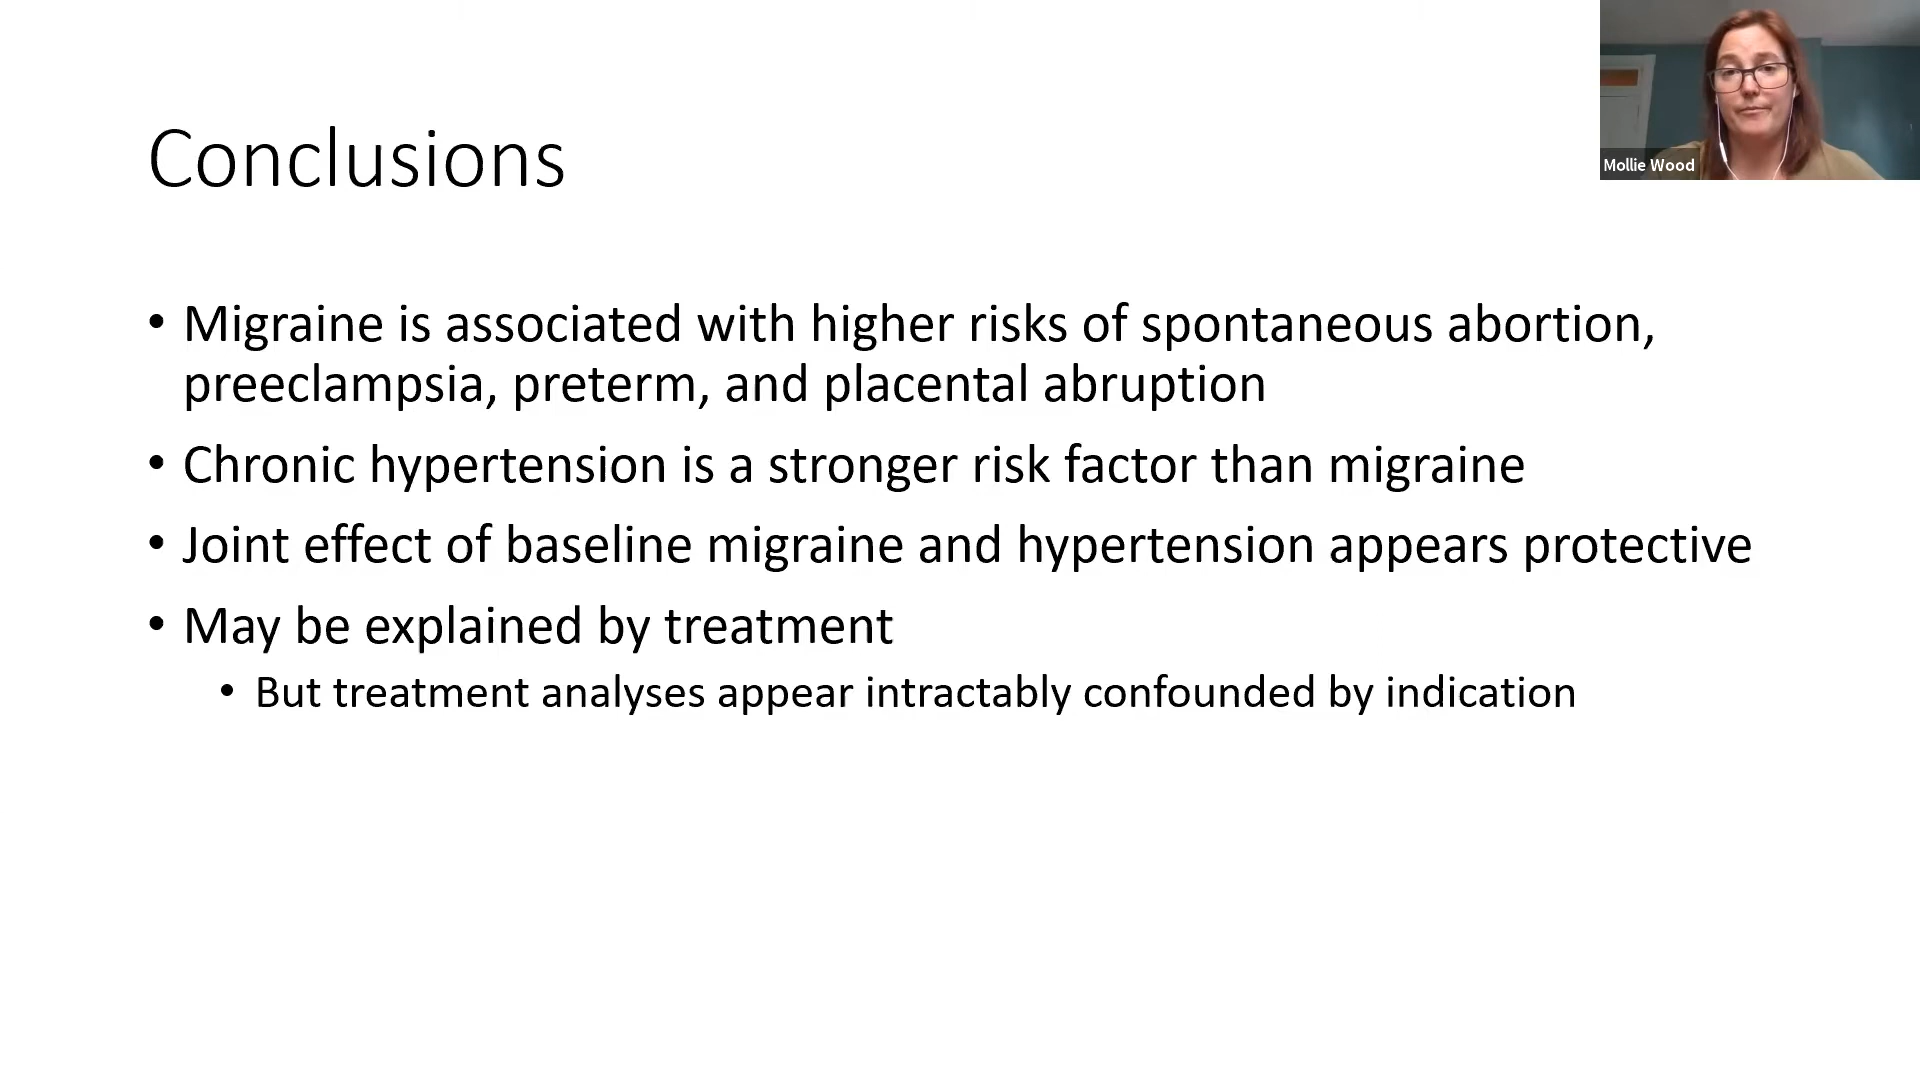 Conclusions
• Migraine is associated with higher risks of spontaneous abortion,
preeclampsia, preterm, and placental abruption
• Chronic hypertension is a stronger risk factor than migraine
• Joint effect of baseline migraine and hypertension appears protective
• May be explained by treatment
• But treatment analyses appear intractably confounded by indication
Mollie Wood